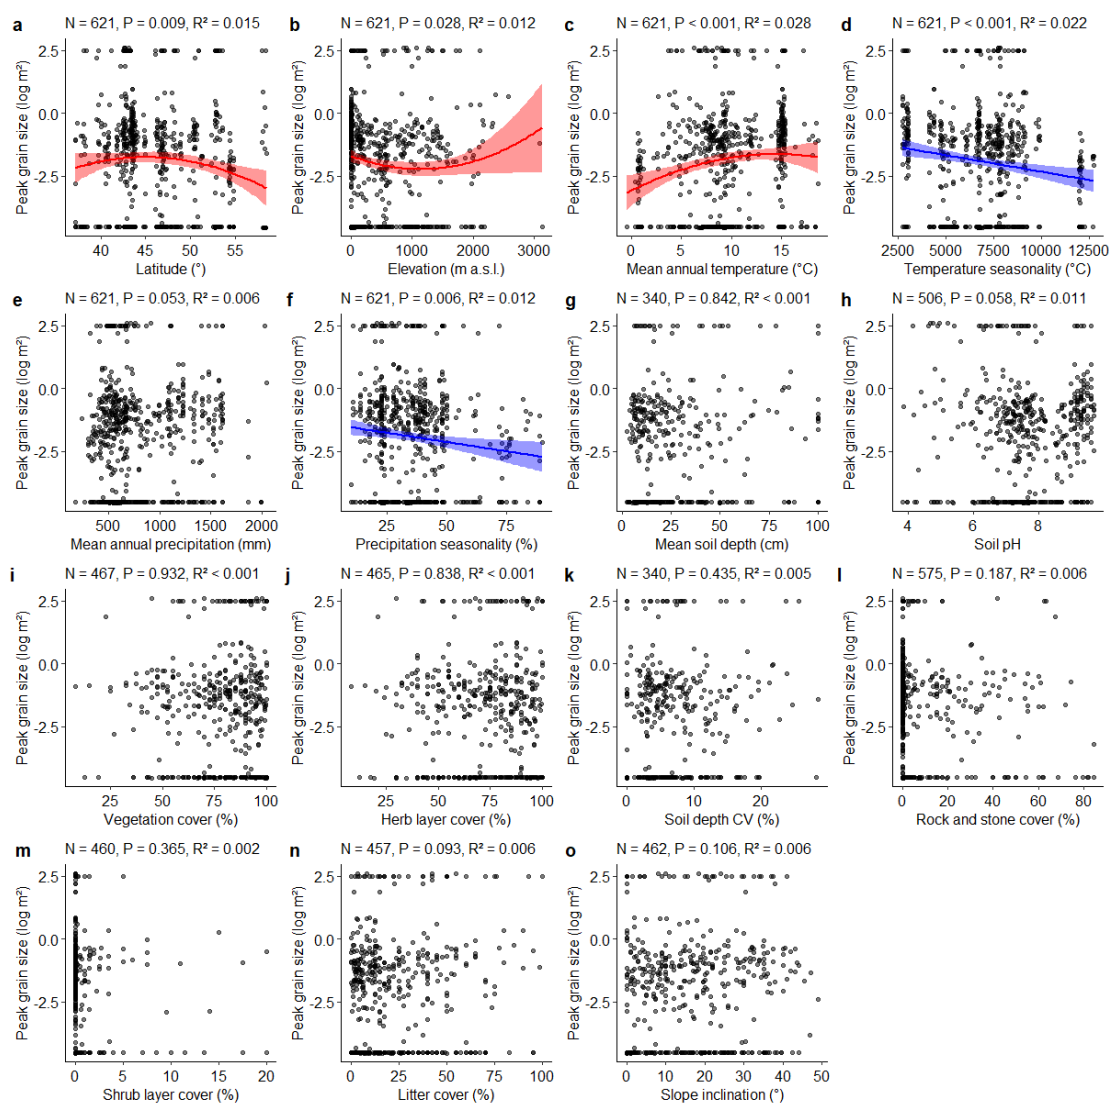 a N = 621, P = 0.009, R² = 0.015
Peak grain size (log m²)
2.5
0.0
-2.5
40 45 50 55
Latitude (°)
b N = 621, P = 0.028, R² = 0.012
Peak grain size (log m²)
2.5
0.0
-2.5
0 1000 2000 3000
Elevation (m a.s.l.)
c N = 621, P < 0.001, R² = 0.028
Peak grain size (log m²)
2.5
0.0
-2.5
0 5 10 15
Mean annual temperature (°C)
d N = 621, P < 0.001, R² = 0.022
Peak grain size (log m²)
2.5
0.0
-2.5
2500 5000 7500 10000 12500
Temperature seasonality (°C)
e N = 621, P = 0.053, R² = 0.006
Peak grain size (log m²)
2.5
0.0
-2.5
500 1000 1500 2000
Mean annual precipitation (mm)
f N = 621, P = 0.006, R² = 0.012
Peak grain size (log m²)
2.5
0.0
-2.5
25 50 75
Precipitation seasonality (%)
g N = 340, P = 0.842, R² < 0.001
Peak grain size (log m²)
2.5
0.0
-2.5
0 25 50 75 100
Mean soil depth (cm)
h N = 506, P = 0.058, R² = 0.011
Peak grain size (log m²)
2.5
0.0
-2.5
4 6 8
Soil pH
i N = 467, P = 0.932, R² < 0.001
Peak grain size (log m²)
2.5
0.0
-2.5
25 50 75 100
Vegetation cover (%)
j N = 465, P = 0.838, R² < 0.001
Peak grain size (log m²)
2.5
0.0
-2.5
25 50 75 100
Herb layer cover (%)
k N = 340, P = 0.435, R² = 0.005
Peak grain size (log m²)
2.5
0.0
-2.5
0 10 20
Soil depth CV (%)
l N = 575, P = 0.187, R² = 0.006
Peak grain size (log m²)
2.5
0.0
-2.5
0 20 40 60 80
Rock and stone cover (%)
m N = 460, P = 0.365, R² = 0.002
Peak grain size (log m²)
2.5
0.0
-2.5
0 5 10 15 20
Shrub layer cover (%)
n N = 457, P = 0.093, R² = 0.006
Peak grain size (log m²)
2.5
0.0
-2.5
0 25 50 75 100
Litter cover (%)
o N = 462, P = 0.106, R² = 0.006
Peak grain size (log m²)
2.5
0.0
-2.5
0 10 20 30 40 50
Slope inclination (°)